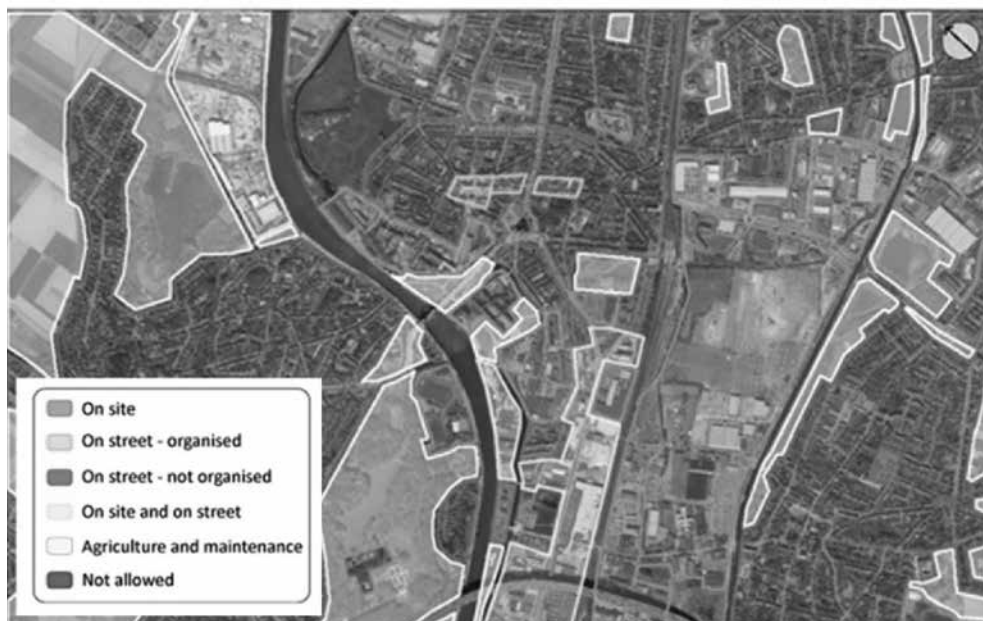 On site
On street - organised
On street - not organised
On site and on street
Agriculture and maintenance
Not allowed